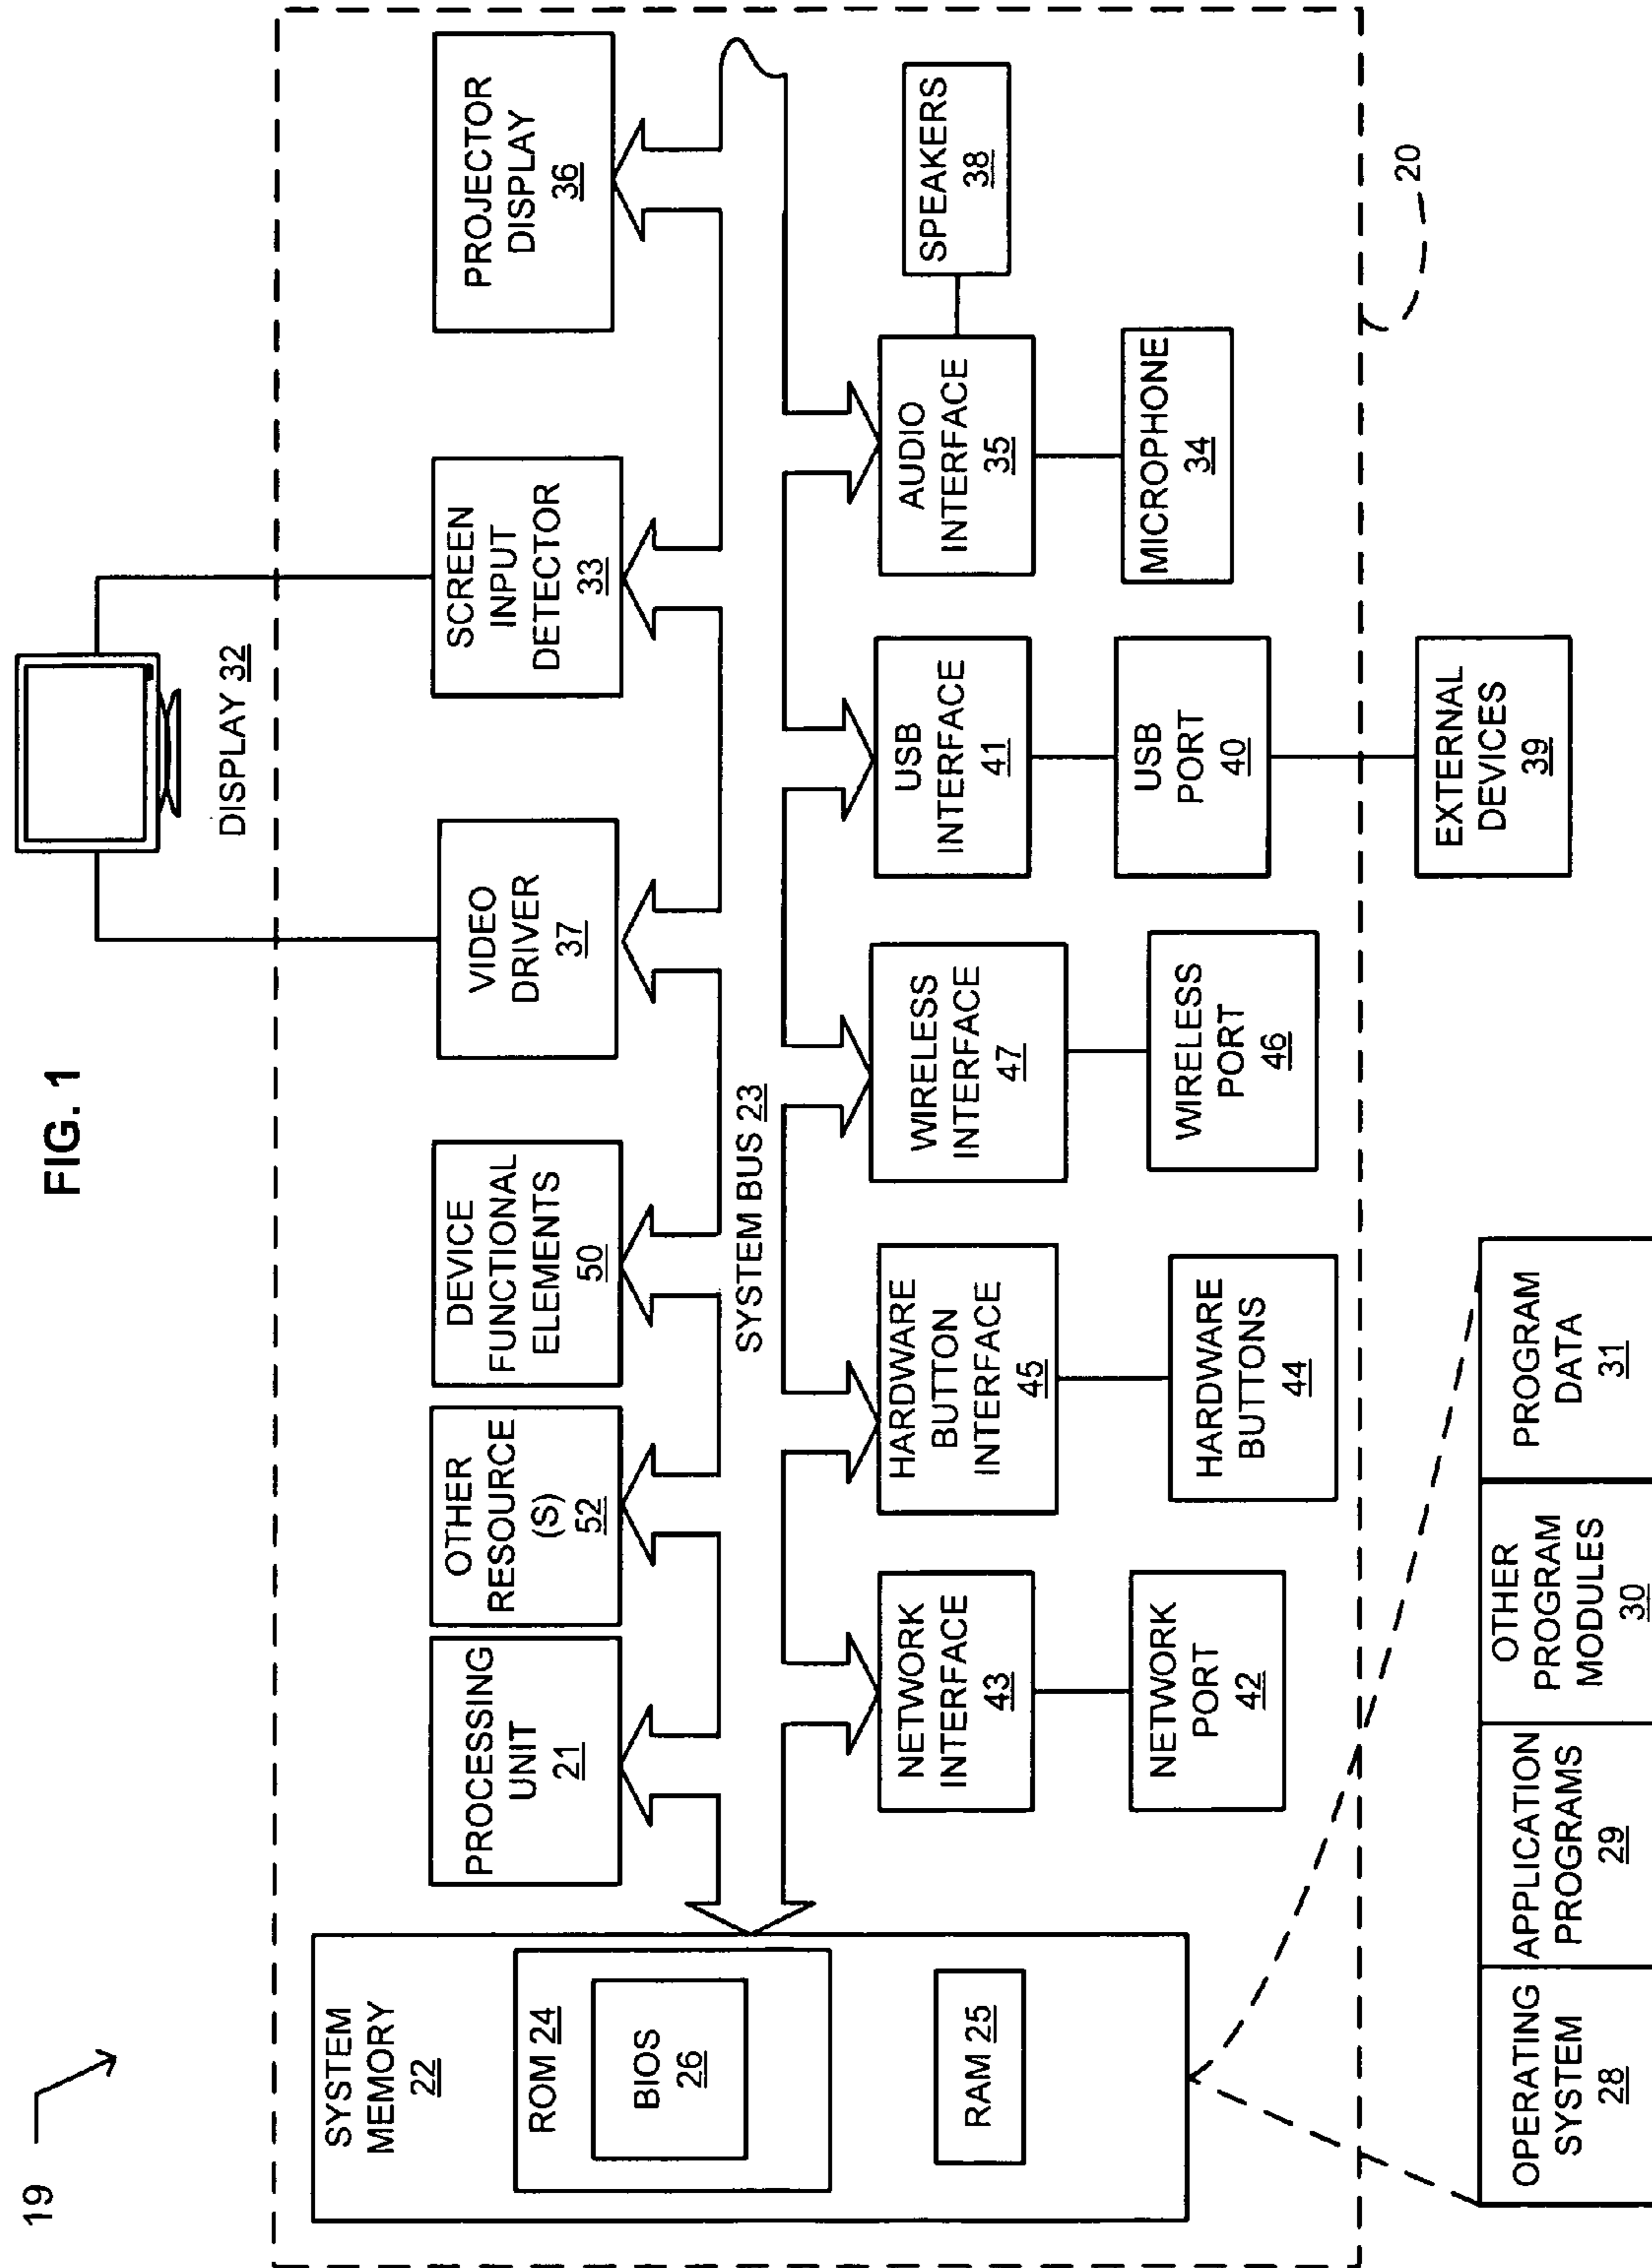 19
FIG. 1
DISPLAY 32
SYSTEM
MEMORY
22
ROM 24
BIOS
26
RAM 25
PROCESSING
UNIT
21
OTHER
RESOURCE
(S)
52
DEVICE
FUNCTIONAL
ELEMENTS
50
VIDEO
DRIVER
37
SCREEN
INPUT
DETECTOR
33
PROJECTOR
DISPLAY
36
SYSTEM BUS 23
NETWORK
INTERFACE
43
HARDWARE
BUTTON
INTERFACE
45
WIRELESS
INTERFACE
47
USB
INTERFACE
41
AUDIO
INTERFACE
35
SPEAKERS
38
NETWORK
PORT
42
HARDWARE
BUTTONS
44
WIRELESS
PORT
46
USB
PORT
40
MICROPHONE
34
20
EXTERNAL
DEVICES
39
OPERATING
SYSTEM
28
APPLICATION
PROGRAMS
29
OTHER
PROGRAM
MODULES
30
PROGRAM
DATA
31